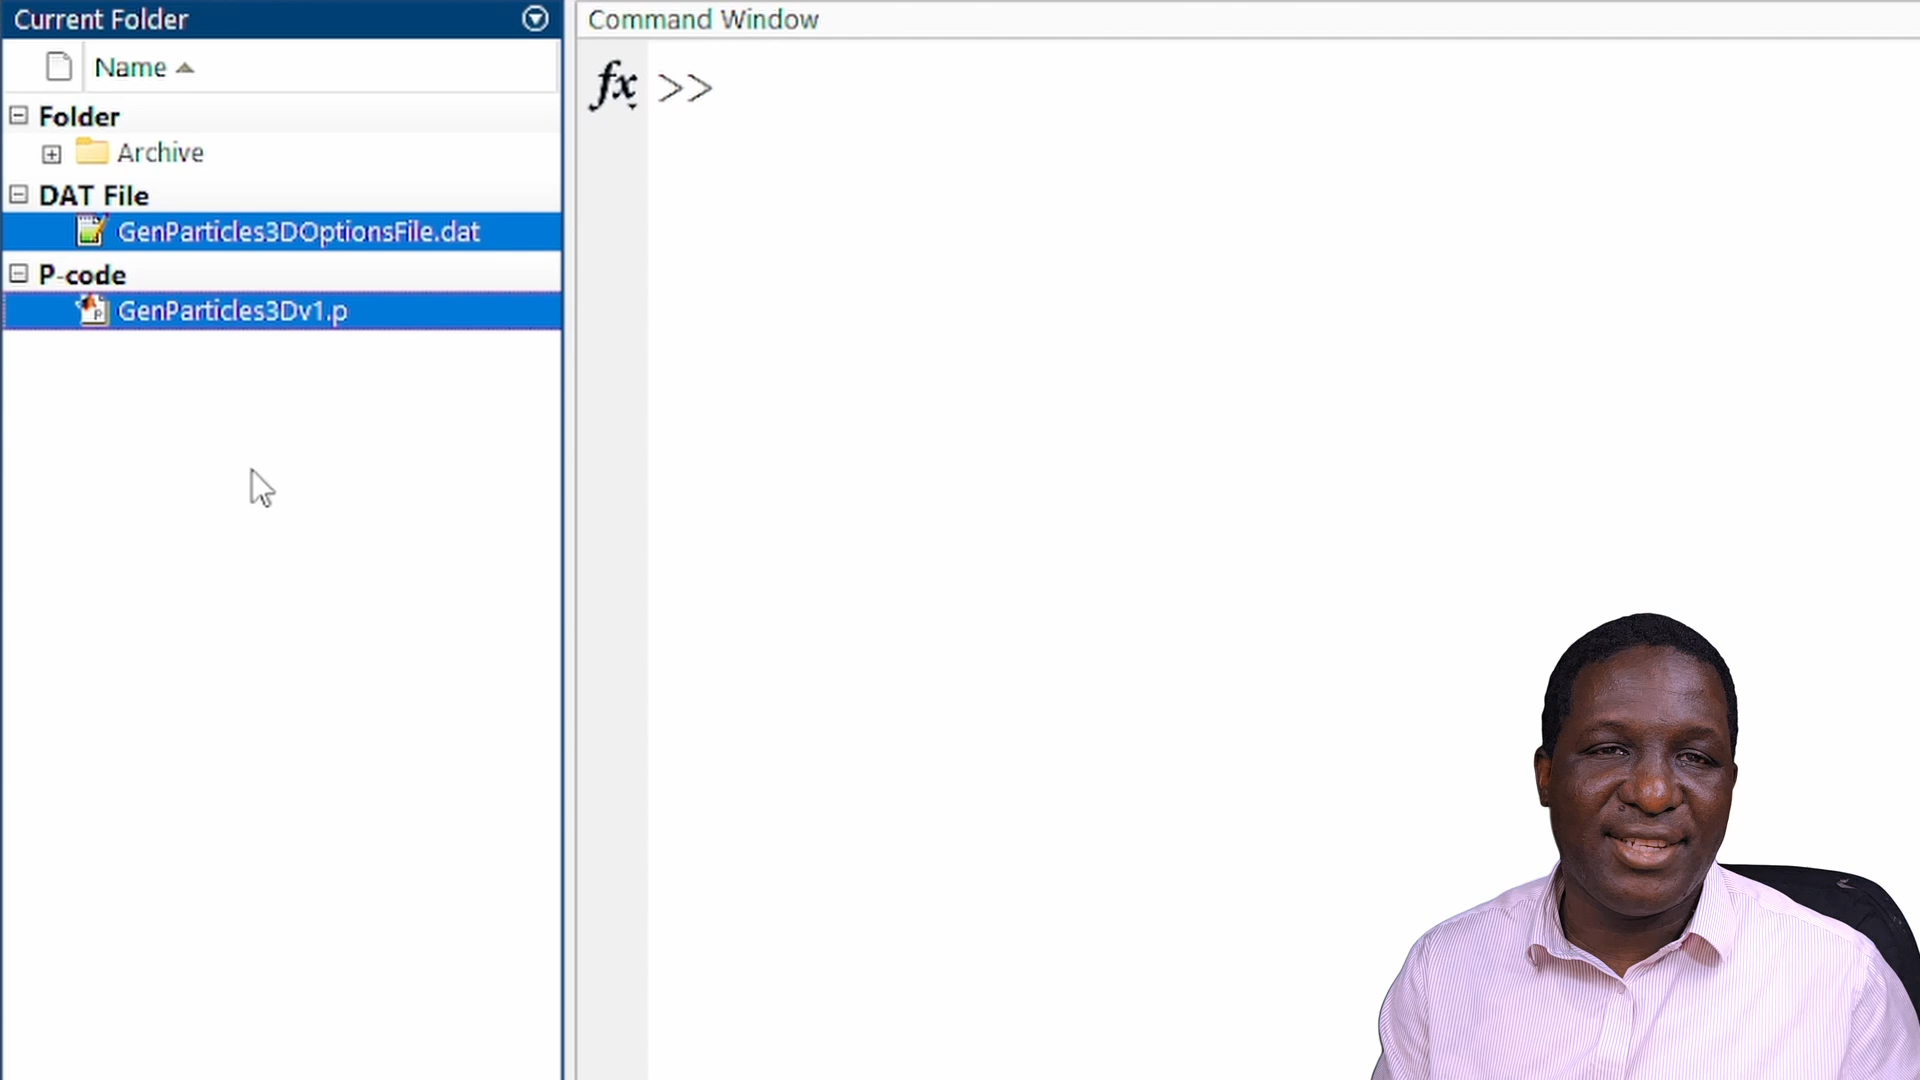 Current Folder
Command Window
Name
fx >>
Folder
Archive
DAT File
GenParticles3DOptionsFile.dat
P-code
GenParticles3Dv1.p